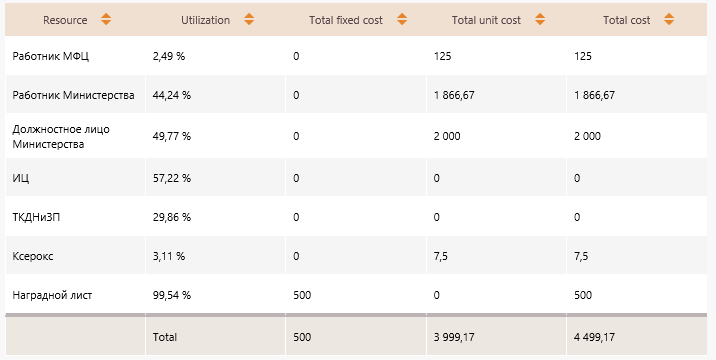 Resource Utilization Total fixed cost Total unit cost Total cost
Работник МФЦ 2,49 % 0 125 125
Работник Министерства 44,24 % 0 1 866,67 1 866,67
Должностное лицо
Министерства 49,77 % 0 2 000 2 000
ИЦ 57,22 % 0 0 0
ТКДНиЗП 29,86 % 0 0 0
Ксерокс 3,11 % 0 7,5 7,5
Наградной лист 99,54 % 500 0 500
Total 500 3 999,17 4 499,17